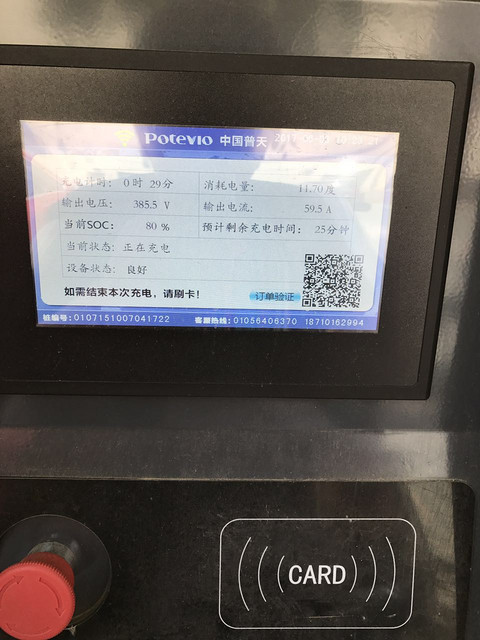 Potevio 中国普天
充电计时: 0时 29分 消耗电量: 11.70度
输出电压: 385.5 V 输出电流: 59.5 A
当前SOC: 80 % 预计剩余充电时间: 25分钟
当前状态: 正在充电
设备状态: 良好
如需结束本次充电，请刷卡！ 订单验证
桩编号:0107151007041722 客服热线:01056406370 18710162994
CARD